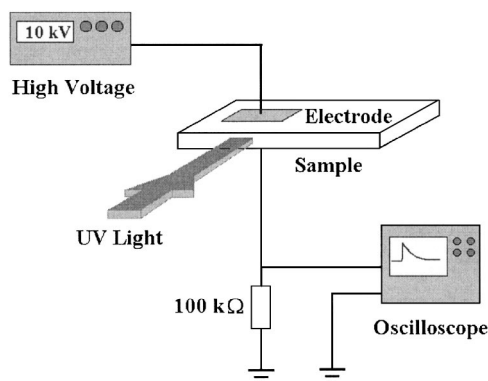 10 kV
High Voltage
Electrode
Sample
UV Light
100 kΩ
Oscilloscope